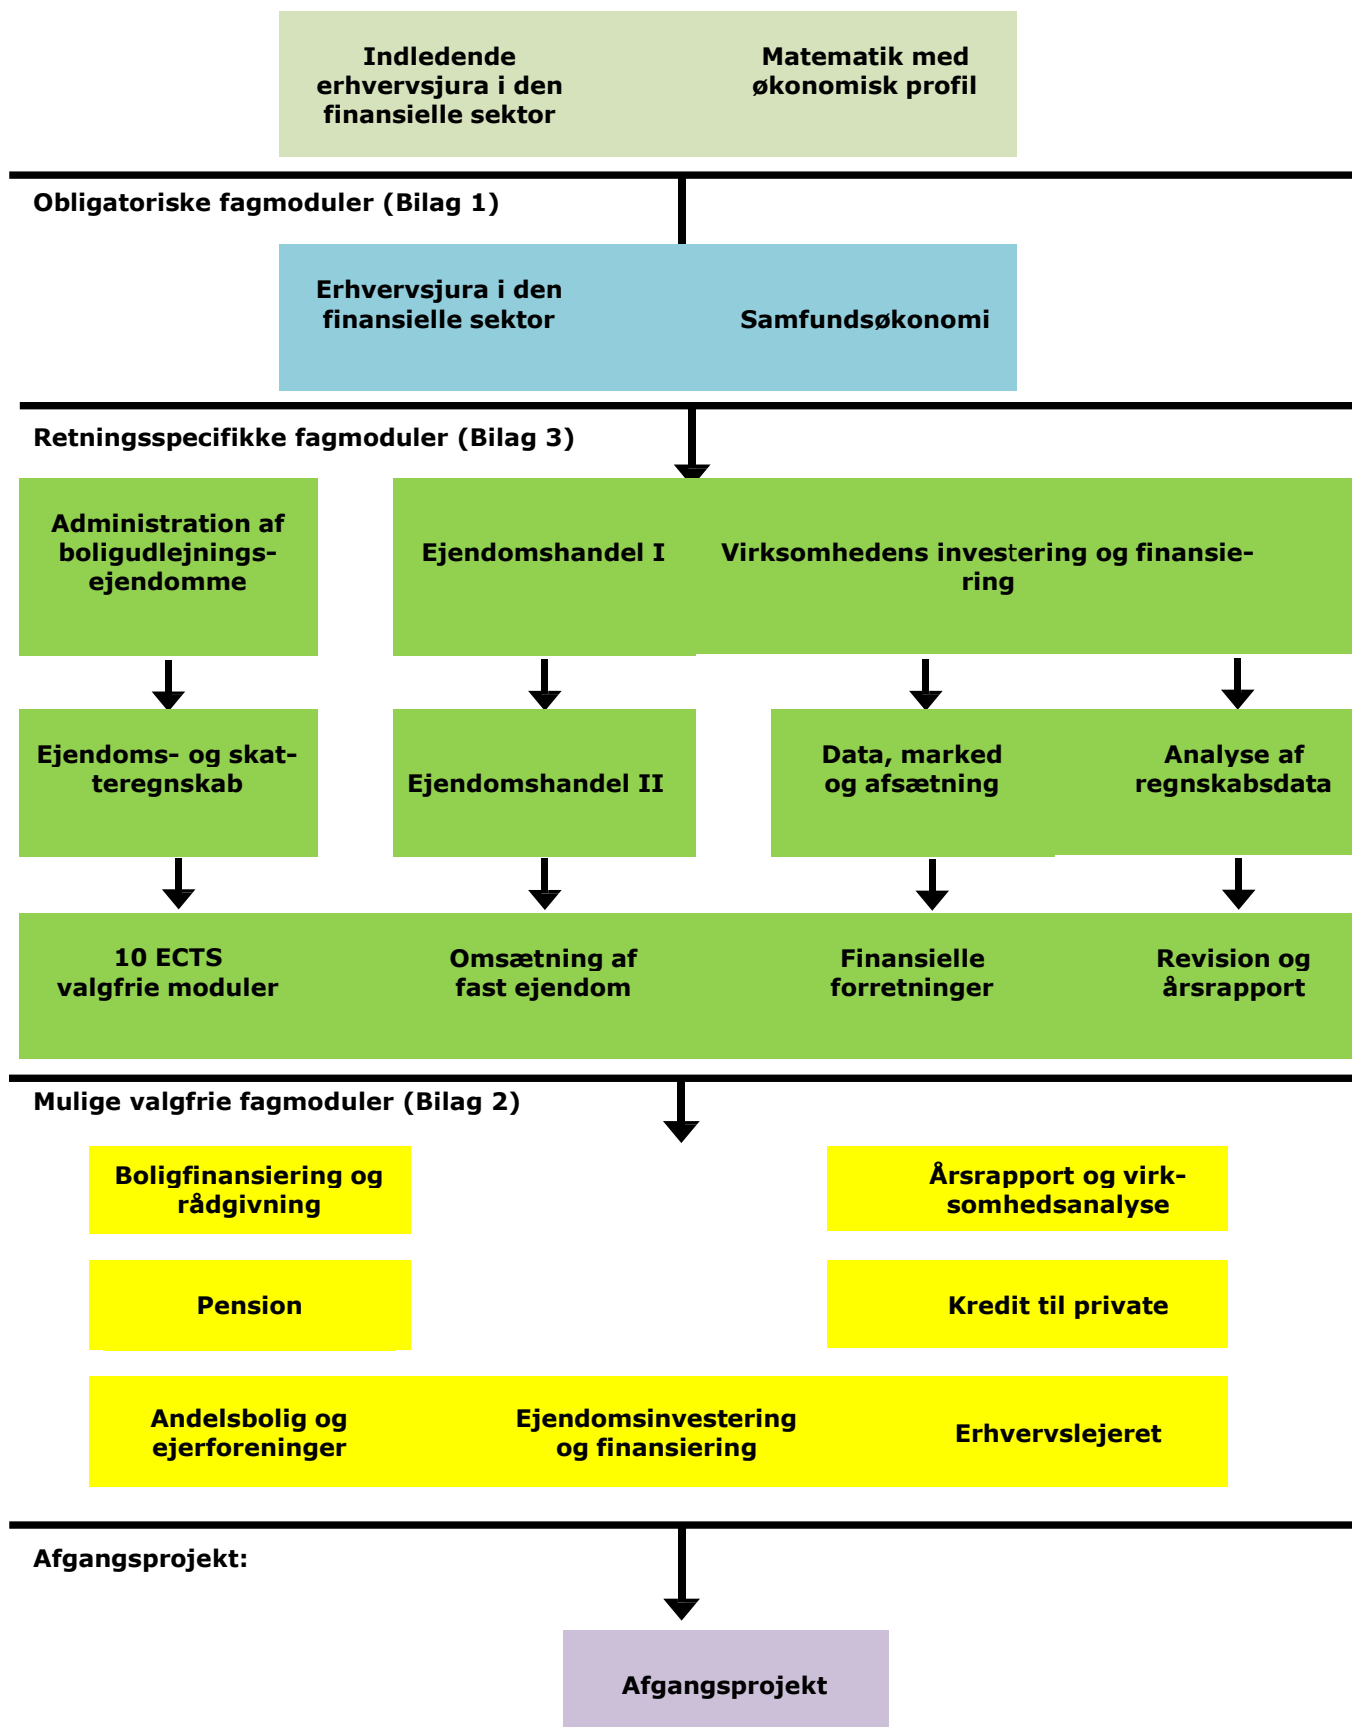 Indledende
erhvervsjura i den
finansielle sektor
Matematik med
økonomisk profil
Obligatoriske fagmoduler (Bilag 1)
Erhvervsjura i den
finansielle sektor
Samfundsøkonomi
Retningsspecifikke fagmoduler (Bilag 3)
Administration af
boligudlejnings-
ejendomme
Ejendomshandel I
Virksomhedens investering og finansie-
ring
Ejendoms- og skat-
teregnskab
Ejendomshandel II
Data, marked
og afsætning
Analyse af
regnskabsdata
10 ECTS
valgfrie moduler
Omsætning af
fast ejendom
Finansielle
forretninger
Revision og
årsrapport
Mulige valgfrie fagmoduler (Bilag 2)
Boligfinansiering og
rådgivning
Årsrapport og virk-
somhedsanalyse
Pension
Kredit til private
Andelsbolig og
ejerforeninger
Ejendomsinvestering
og finansiering
Erhvervslejeret
Afgangsprojekt:
Afgangsprojekt